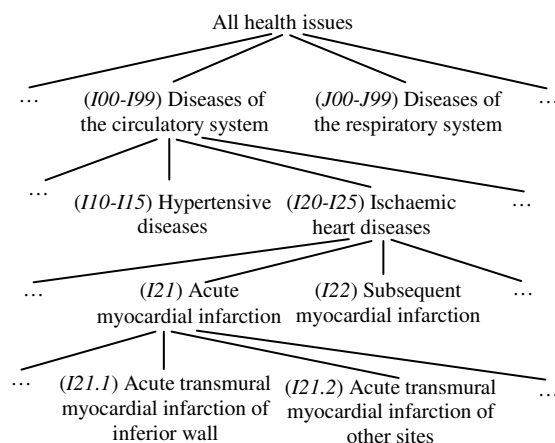 All health issues
… (I00-I99) Diseases of (J00-J99) Diseases of …
the circulatory system the respiratory system
… (I10-I15) Hypertensive (I20-I25) Ischaemic …
diseases heart diseases
… (I21) Acute (I22) Subsequent …
myocardial infarction myocardial infarction
… (I21.1) Acute transmural (I21.2) Acute transmural …
myocardial infarction of myocardial infarction of
inferior wall other sites